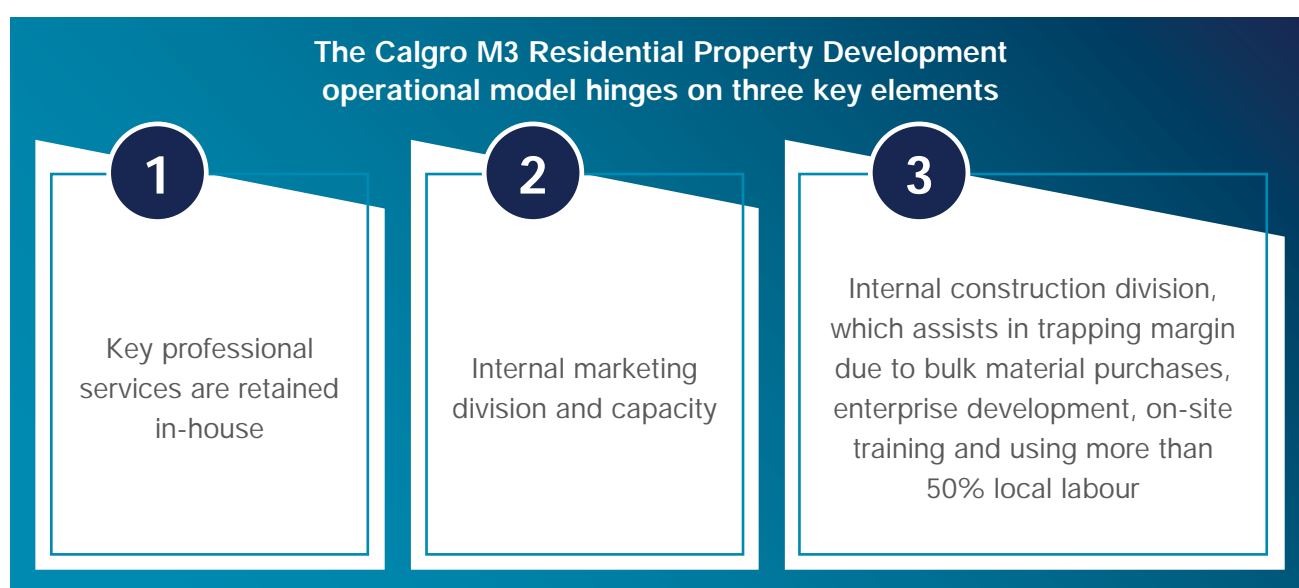 The Calgro M3 Residential Property Development
operational model hinges on three key elements
1
Key professional
services are retained
in-house
2
Internal marketing
division and capacity
3
Internal construction division,
which assists in trapping margin
due to bulk material purchases,
enterprise development, on-site
training and using more than
50% local labour